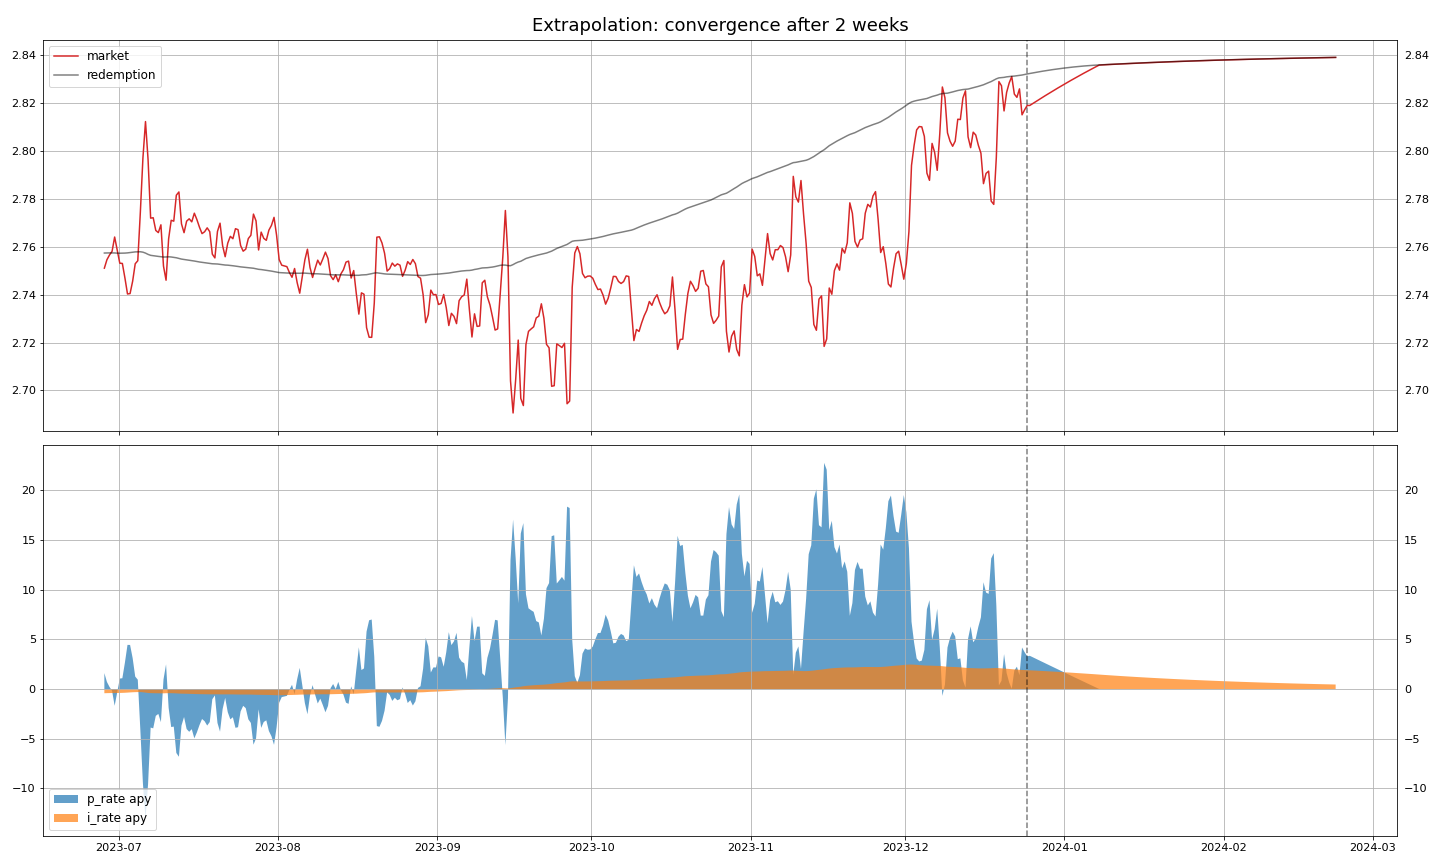 Extrapolation: convergence after 2 weeks
market
redemption
2.84 2.84
2.82 2.82
2.80 2.80
2.78 2.78
2.76 2.76
2.74 2.74
2.72 2.72
2.70 2.70
20 20
15 15
10 10
5 5
0 0
−5 −5
−10 −10
p_rate apy
i_rate apy
2023-07 2023-08 2023-09 2023-10 2023-11 2023-12 2024-01 2024-02 2024-03